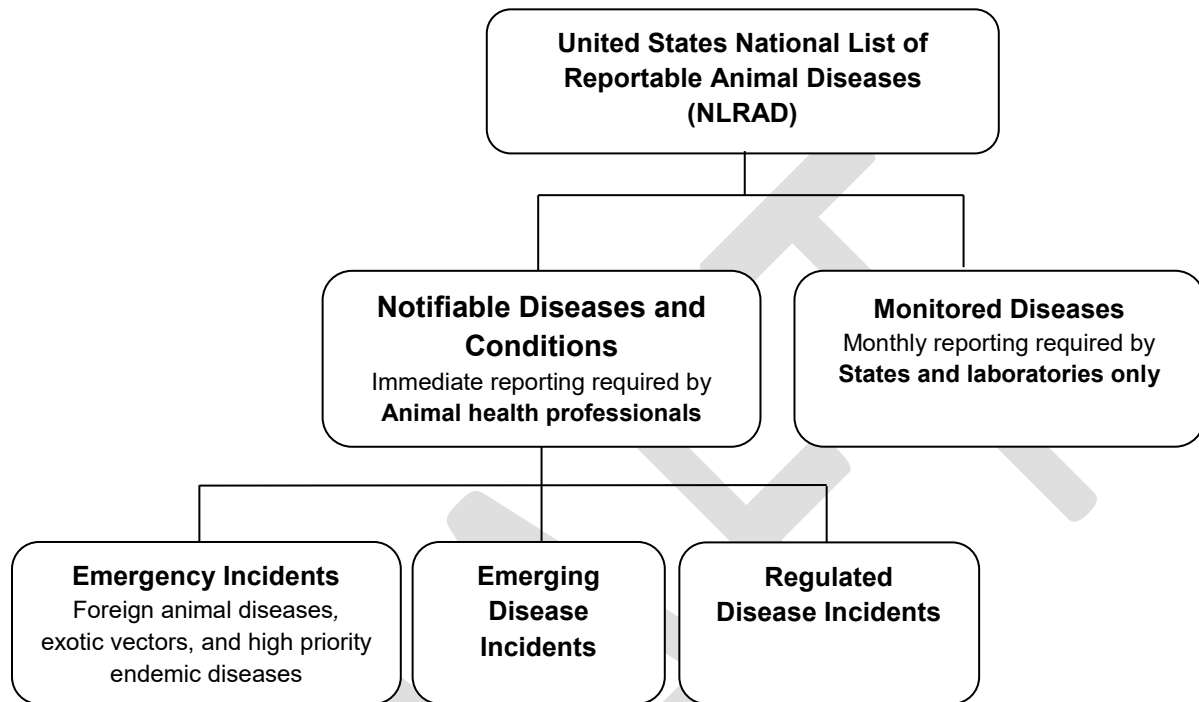 United States National List of
Reportable Animal Diseases
(NLRAD)
Notifiable Diseases and
Conditions
Immediate reporting required by
Animal health professionals
Monitored Diseases
Monthly reporting required by
States and laboratories only
Emergency Incidents
Foreign animal diseases,
exotic vectors, and high priority
endemic diseases
Emerging
Disease
Incidents
Regulated
Disease Incidents